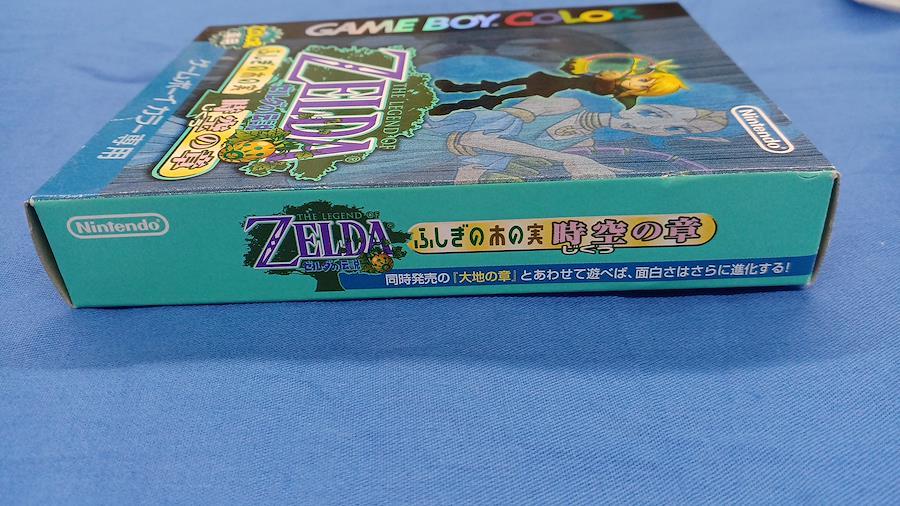 GAME BOY COLOR
ゲームボーイカラー専用
THE LEGEND OF
ZELDA
ゼルダの伝説
ふしぎの木の実
時空の章
じくう
Nintendo
Nintendo
THE LEGEND OF
ZELDA
ゼルダの伝説
ふしぎの木の実 時空の章
じくう
同時発売の『大地の章』とあわせて遊べば、面白さはさらに進化する!